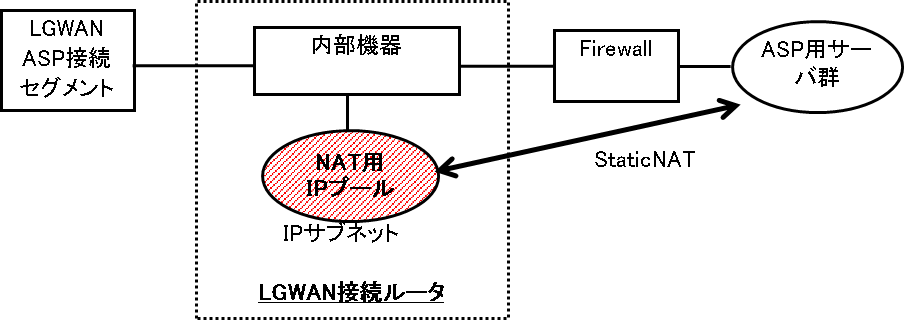 LGWAN
ASP接続
セグメント
内部機器
Firewall
ASP用サー
バ群
NAT用
IPプール
StaticNAT
IPサブネット
LGWAN接続ルータ